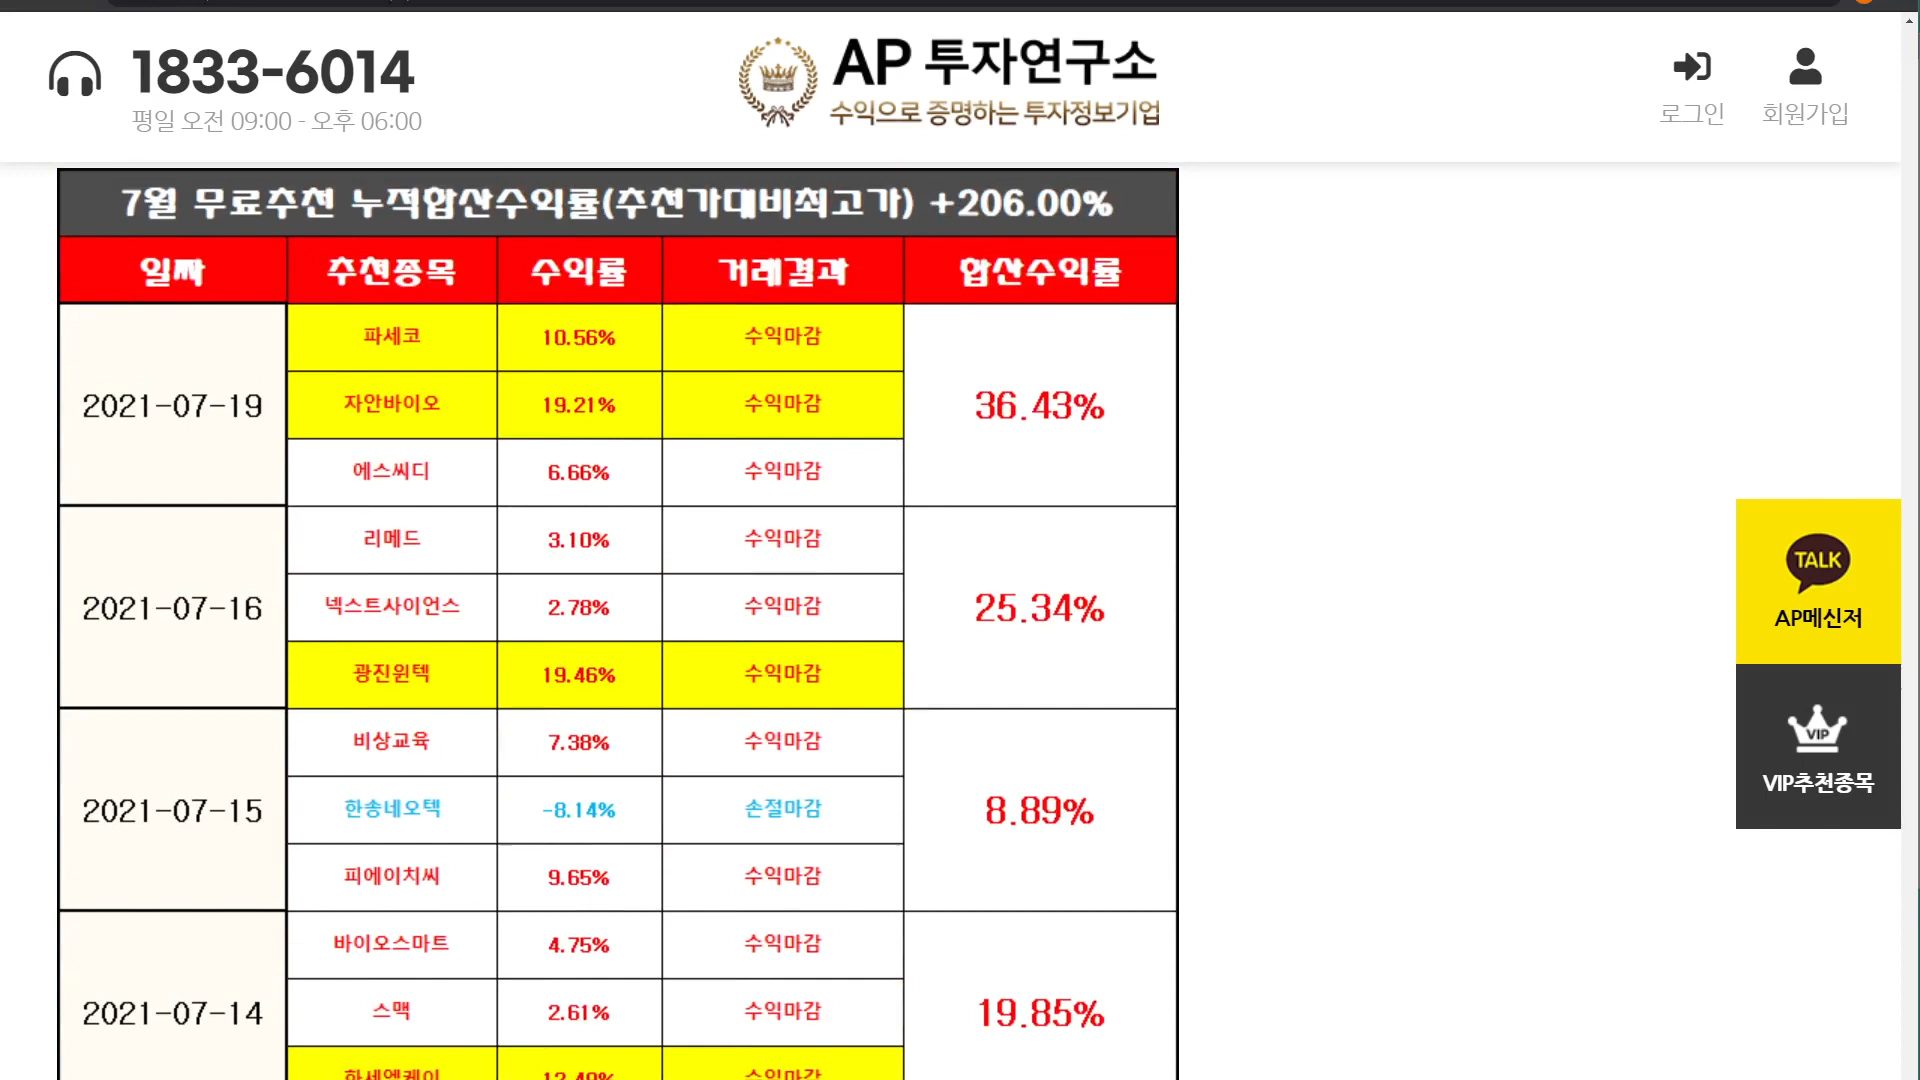 1833-6014
평일 오전 09:00 - 오후 06:00
AP 투자연구소
수익으로 증명하는 투자정보기업
로그인
회원가입
7월 무료추천 누적합산수익률(추천가대비최고가) +206.00%
일짜 추천종목 수익률 거래결과 합산수익률
2021-07-19
파세코 10.56% 수익마감
자안바이오 19.21% 수익마감
에스씨디 6.66% 수익마감
36.43%
2021-07-16
리메드 3.10% 수익마감
넥스트사이언스 2.78% 수익마감
광진윈텍 19.46% 수익마감
25.34%
2021-07-15
비상교육 7.38% 수익마감
한송네오텍 -8.14% 손절마감
피에이치씨 9.65% 수익마감
8.89%
2021-07-14
바이오스마트 4.75% 수익마감
스맥 2.61% 수익마감
19.85%
TALK
AP메신저
VIP
VIP추천종목